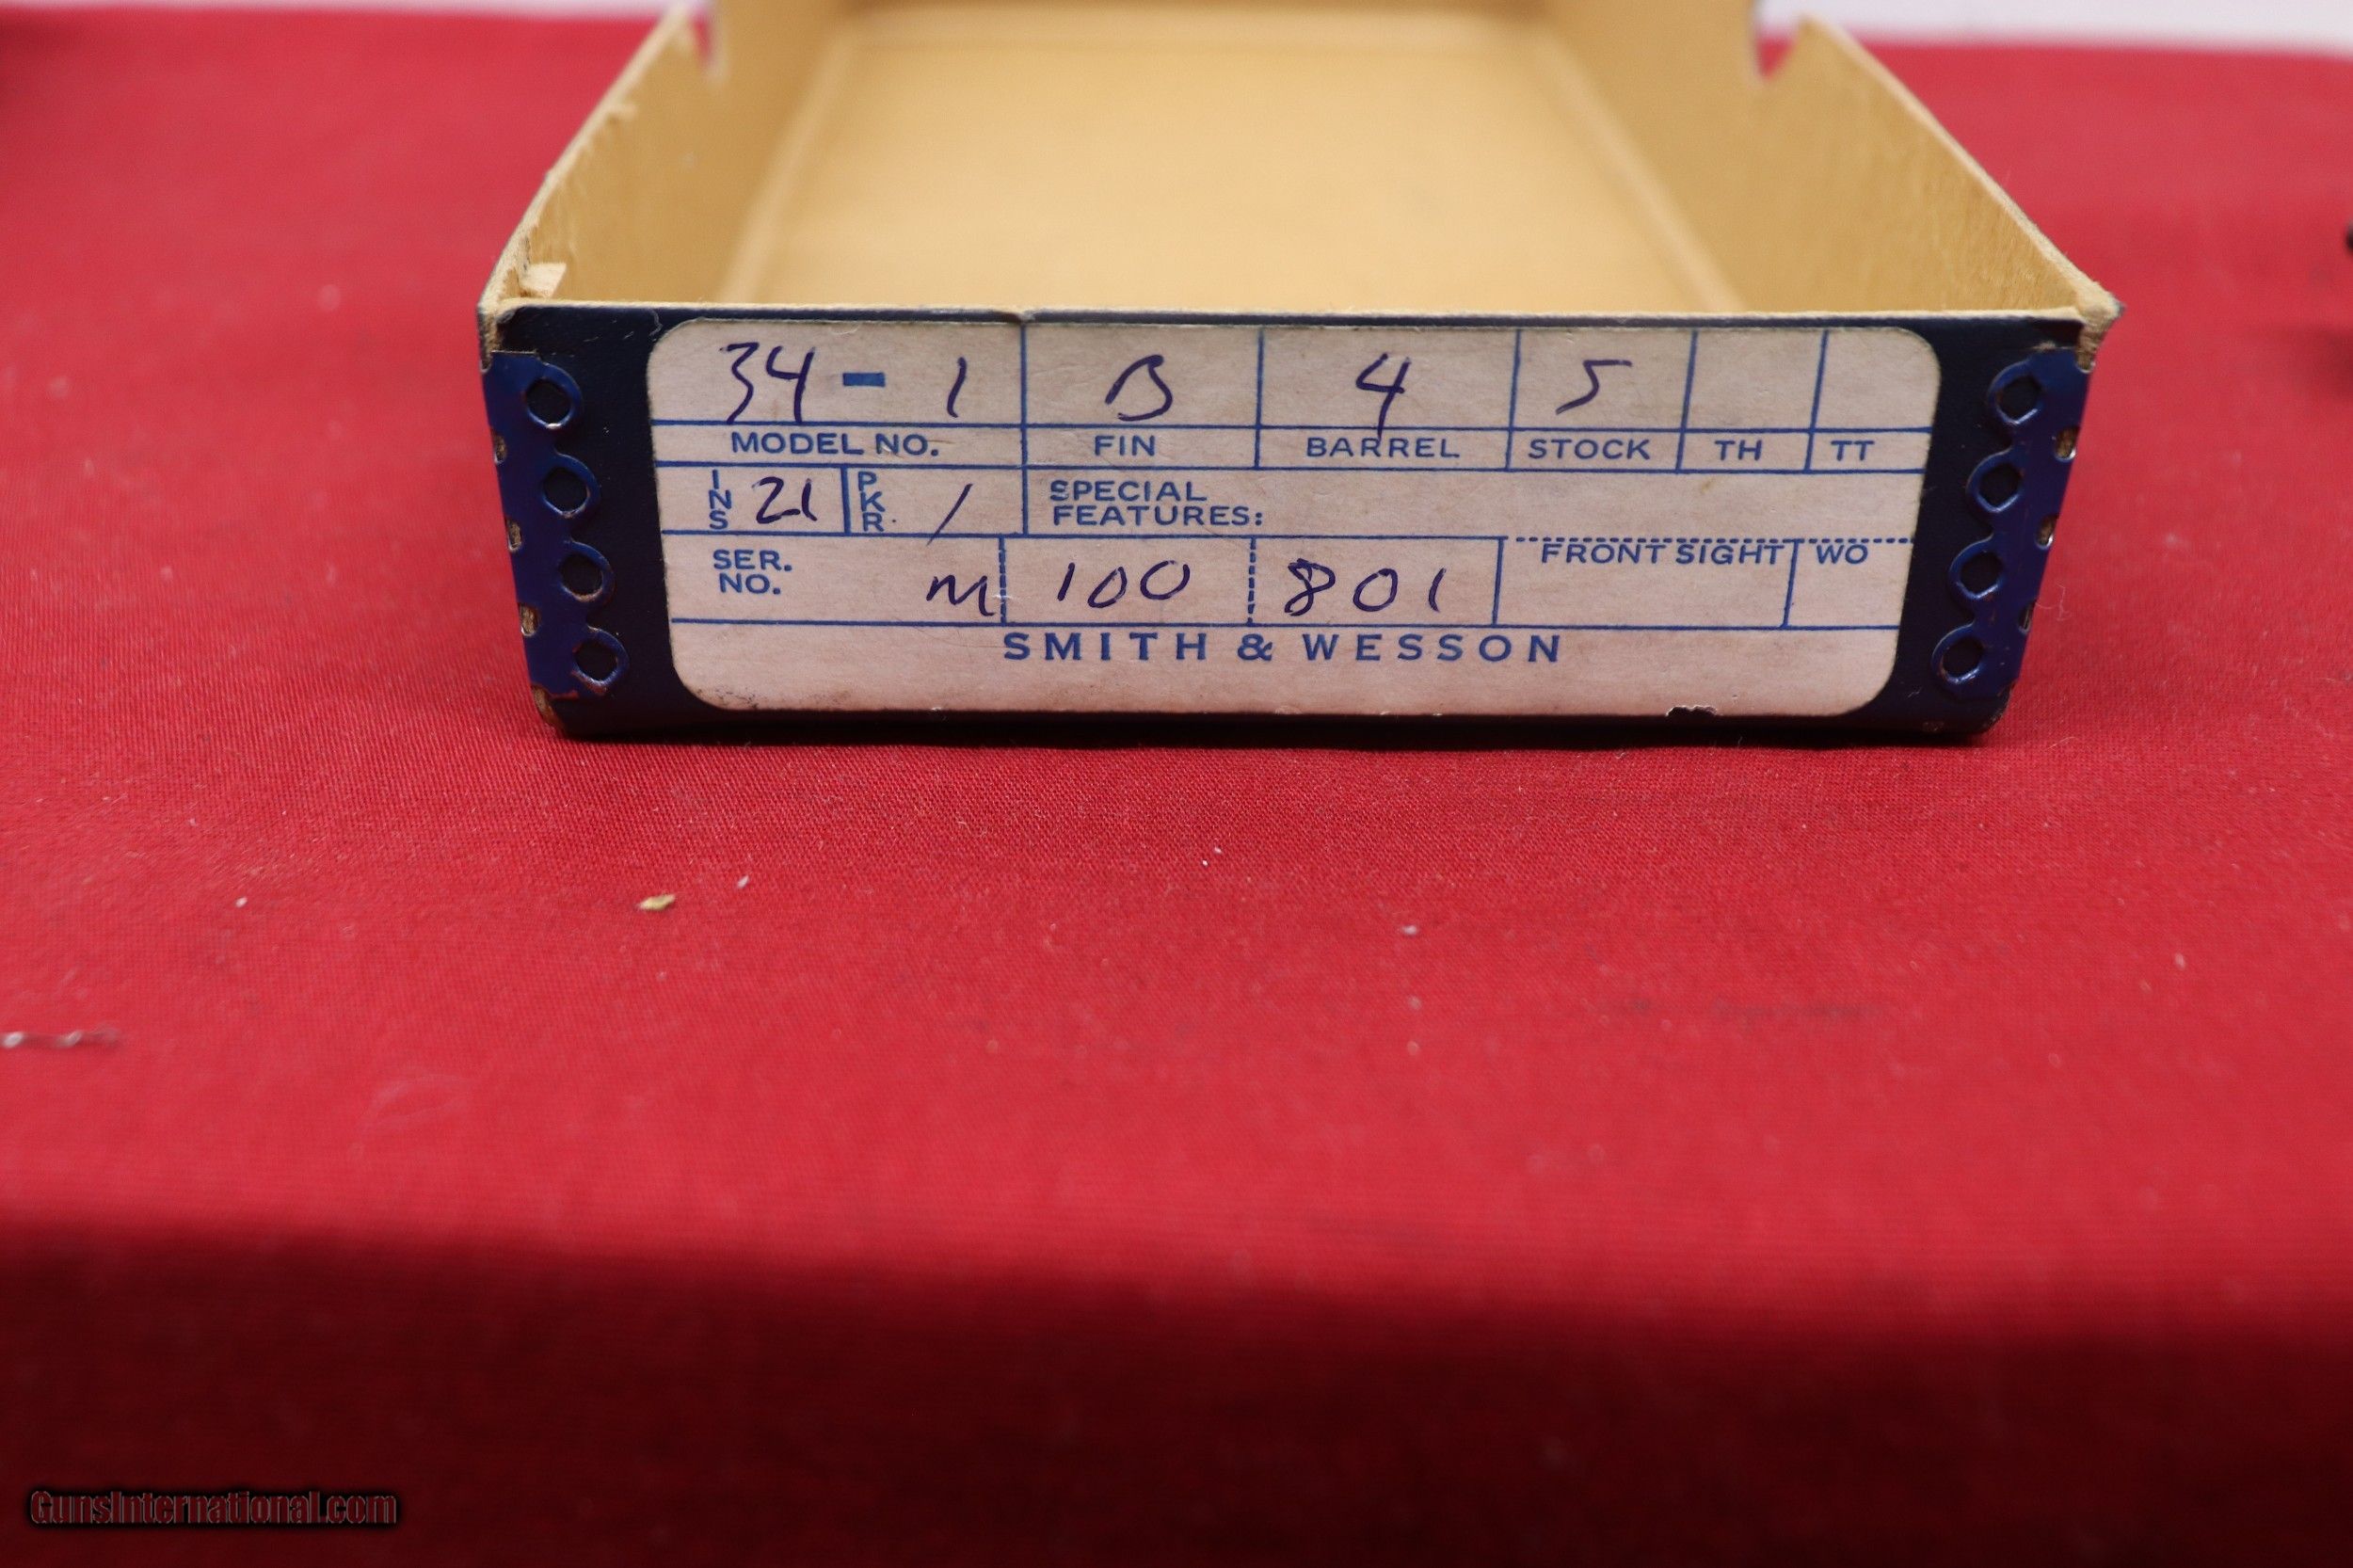 34-1 B 4 5
MODEL NO. FIN BARREL STOCK TH TT
INS 21 PKR. 1 SPECIAL
FEATURES:
SER. NO. M 100 801 FRONT SIGHT WO
SMITH & WESSON
GunsInternational.com